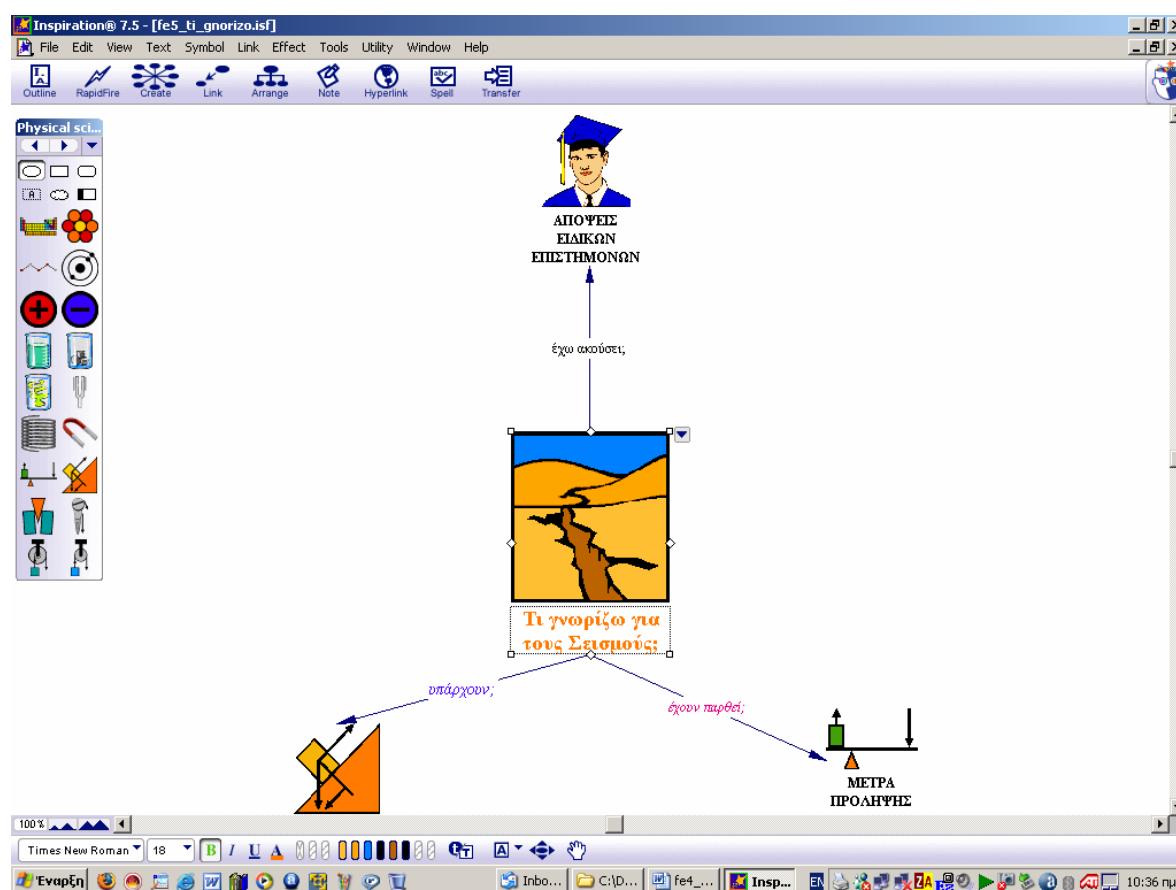 Inspiration® 7.5 - [fe5_ti_gnorizo.isf]
File Edit View Text Symbol Link Effect Tools Utility Window Help
Outline RapidFire Create Link Arrange Note Hyperlink Spell Transfer
Physical sci...
ΑΠΟΨΕΙΣ
ΕΙΔΙΚΩΝ
ΕΠΙΣΤΗΜΟΝΩΝ
έχω ακούσει;
Τι γνωρίζω για
τους Σεισμούς;
υπάρχουν;
έχουν παρθεί;
ΜΕΤΡΑ
ΠΡΟΛΗΨΗΣ
100%
Times New Roman 18 B I U A
Έναρξη Inbo... C:\D... fe4_... Insp... EN 10:36 πμ